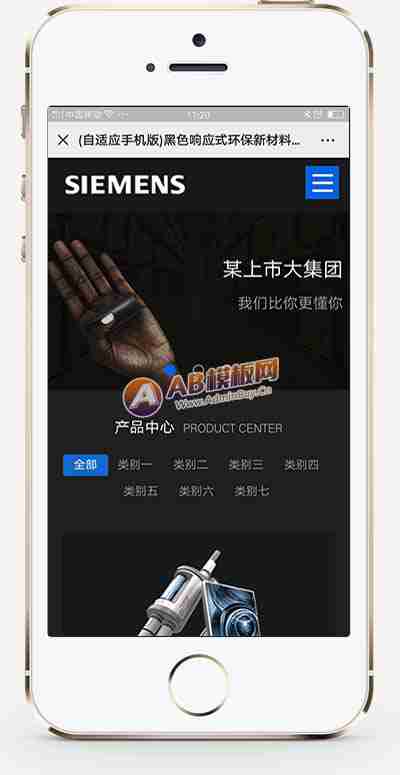 中国移动
11:20
(自适应手机版)黑色响应式环保新材料...
SIEMENS
某上市大集团
我们比你更懂你
AB模板网
Www.AdminBuy.Cn
产品中心 PRODUCT CENTER
全部 类别一 类别二 类别三 类别四
类别五 类别六 类别七